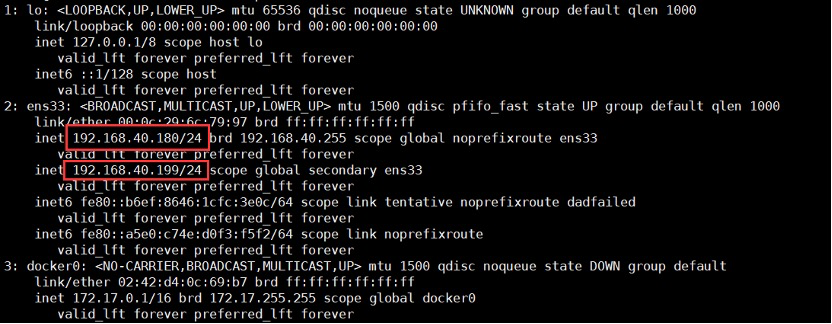 1: lo: <LOOPBACK,UP,LOWER_UP> mtu 65536 qdisc noqueue state UNKNOWN group default qlen 1000
link/loopback 00:00:00:00:00:00 brd 00:00:00:00:00:00
inet 127.0.0.1/8 scope host lo
valid_lft forever preferred_lft forever
inet6 ::1/128 scope host
valid_lft forever preferred_lft forever
2: ens33: <BROADCAST,MULTICAST,UP,LOWER_UP> mtu 1500 qdisc pfifo_fast state UP group default qlen 1000
link/ether 00:0c:29:6c:79:97 brd ff:ff:ff:ff:ff:ff
inet 192.168.40.180/24 brd 192.168.40.255 scope global noprefixroute ens33
valid_lft forever preferred_lft forever
inet 192.168.40.199/24 scope global secondary ens33
valid_lft forever preferred_lft forever
inet6 fe80::b6ef:8646:1cfc:3e0c/64 scope link tentative noprefixroute dadfailed
valid_lft forever preferred_lft forever
inet6 fe80::a5e0:c74e:d0f3:f5f2/64 scope link noprefixroute
valid_lft forever preferred_lft forever
3: docker0: <NO-CARRIER,BROADCAST,MULTICAST,UP> mtu 1500 qdisc noqueue state DOWN group default
link/ether 02:42:d4:0c:69:b7 brd ff:ff:ff:ff:ff:ff
inet 172.17.0.1/16 brd 172.17.255.255 scope global docker0
valid_lft forever preferred_lft forever